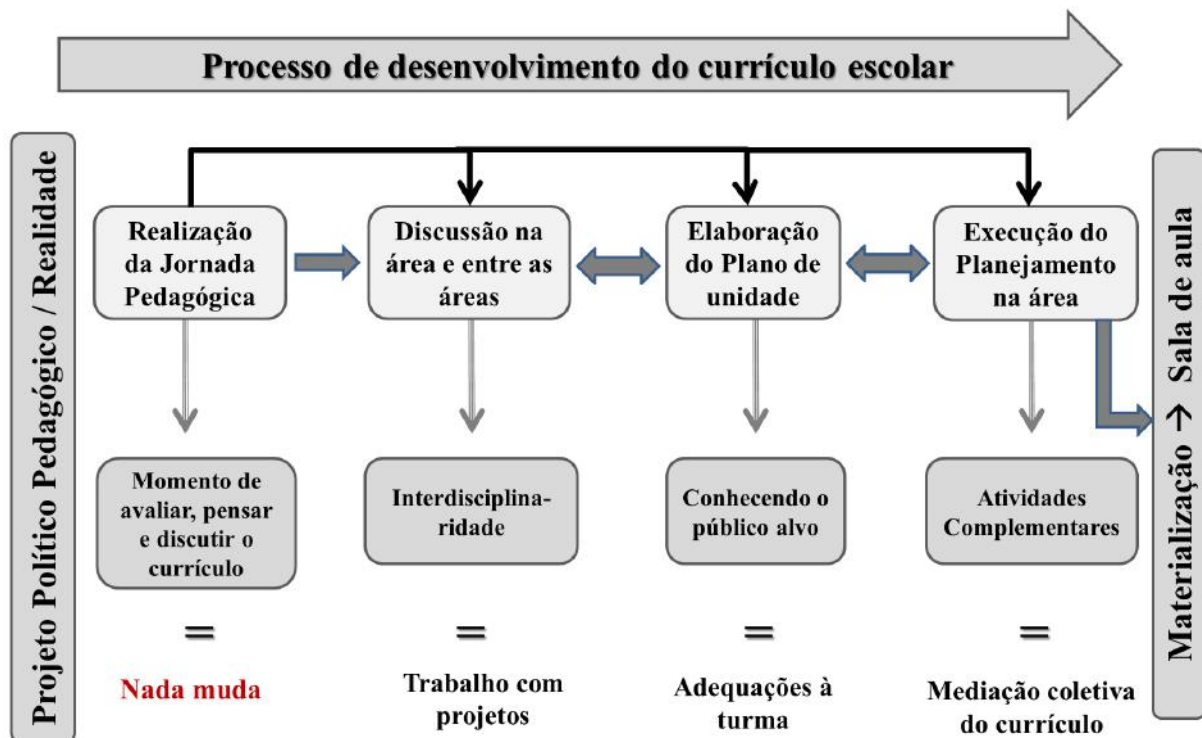 Processo de desenvolvimento do currículo escolar
Projeto Político Pedagógico / Realidade
Realização
da Jornada
Pedagógica
Discussão na
área e entre as
áreas
Elaboração
do Plano de
unidade
Execução do
Planejamento
na área
Momento de
avaliar, pensar
e discutir o
currículo
Interdisciplina-
ridade
Conhecendo o
público alvo
Atividades
Complementares
=
=
=
=
Nada muda
Trabalho com
projetos
Adequações à
turma
Mediação coletiva
do currículo
Materialização → Sala de aula